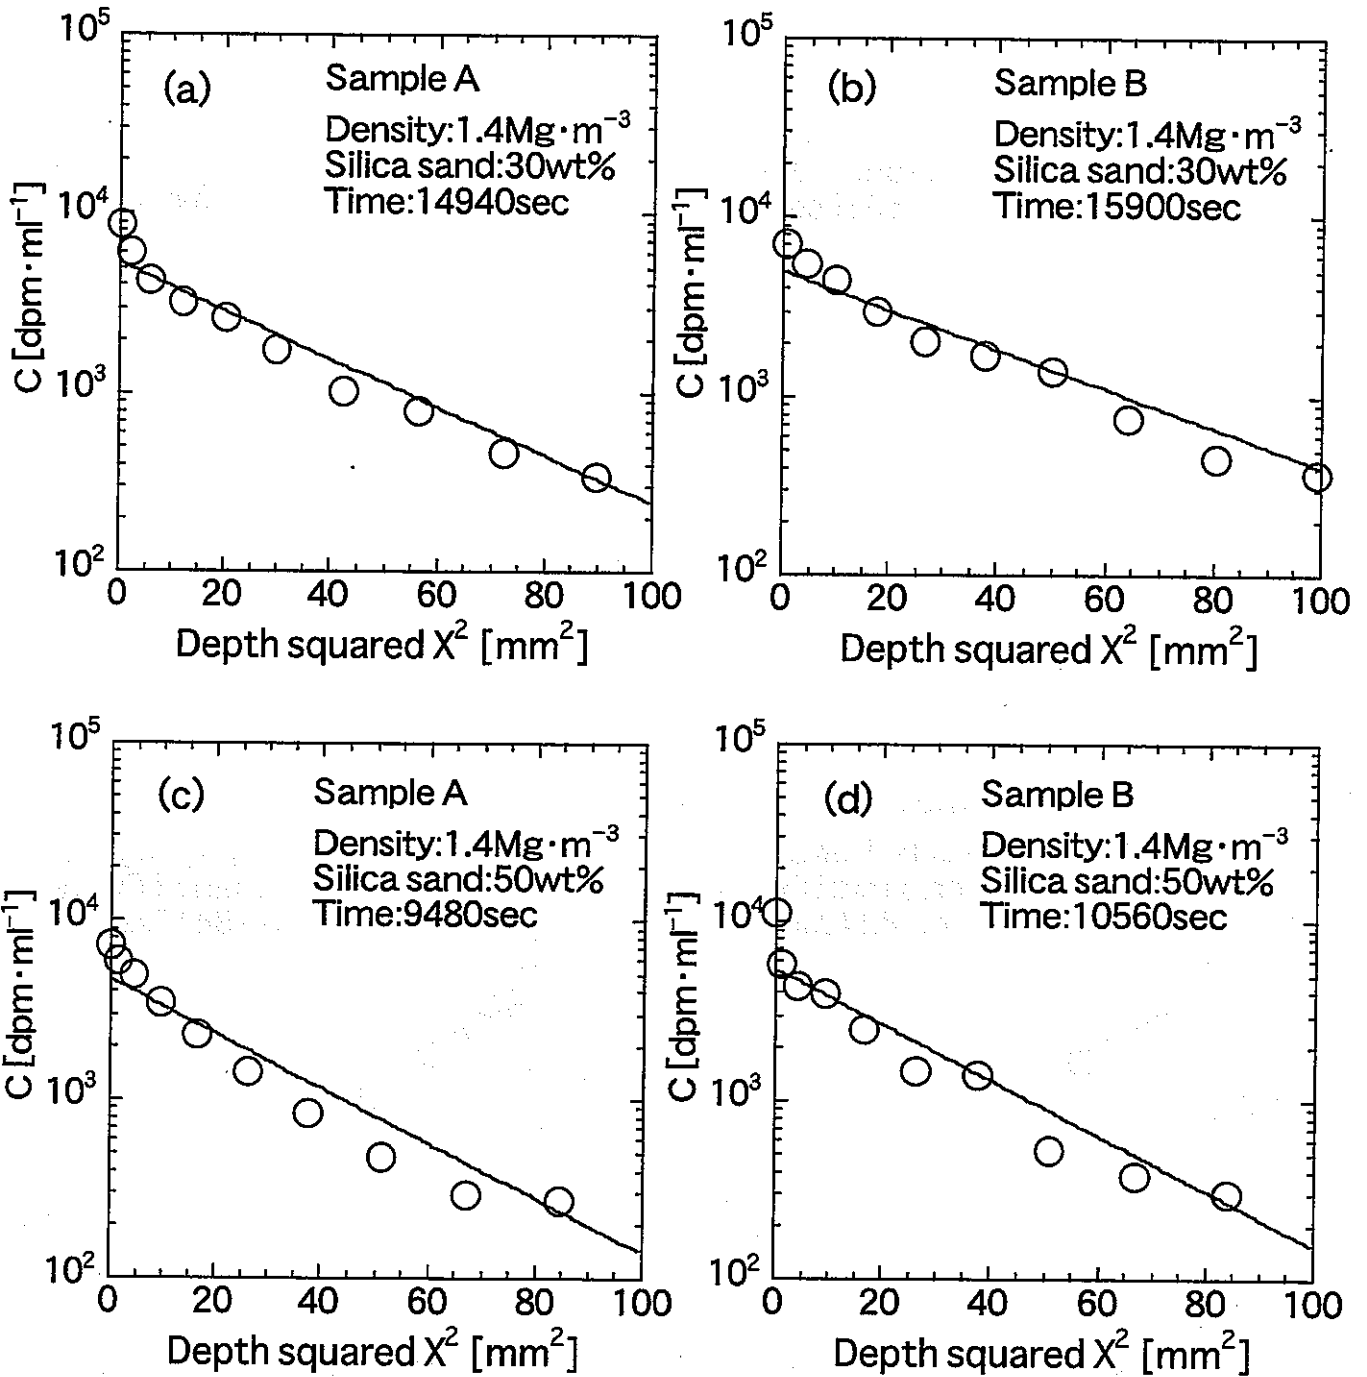 (a)
Sample A
Density:1.4Mg·m⁻³
Silica sand:30wt%
Time:14940sec
10⁵
10⁴
10³
10²
C [dpm·ml⁻¹]
0 20 40 60 80 100
Depth squared X² [mm²]
(b)
Sample B
Density:1.4Mg·m⁻³
Silica sand:30wt%
Time:15900sec
10⁵
10⁴
10³
10²
C [dpm·ml⁻¹]
0 20 40 60 80 100
Depth squared X² [mm²]
(c)
Sample A
Density:1.4Mg·m⁻³
Silica sand:50wt%
Time:9480sec
10⁵
10⁴
10³
10²
C [dpm·ml⁻¹]
0 20 40 60 80 100
Depth squared X² [mm²]
(d)
Sample B
Density:1.4Mg·m⁻³
Silica sand:50wt%
Time:10560sec
10⁵
10⁴
10³
10²
C [dpm·ml⁻¹]
0 20 40 60 80 100
Depth squared X² [mm²]